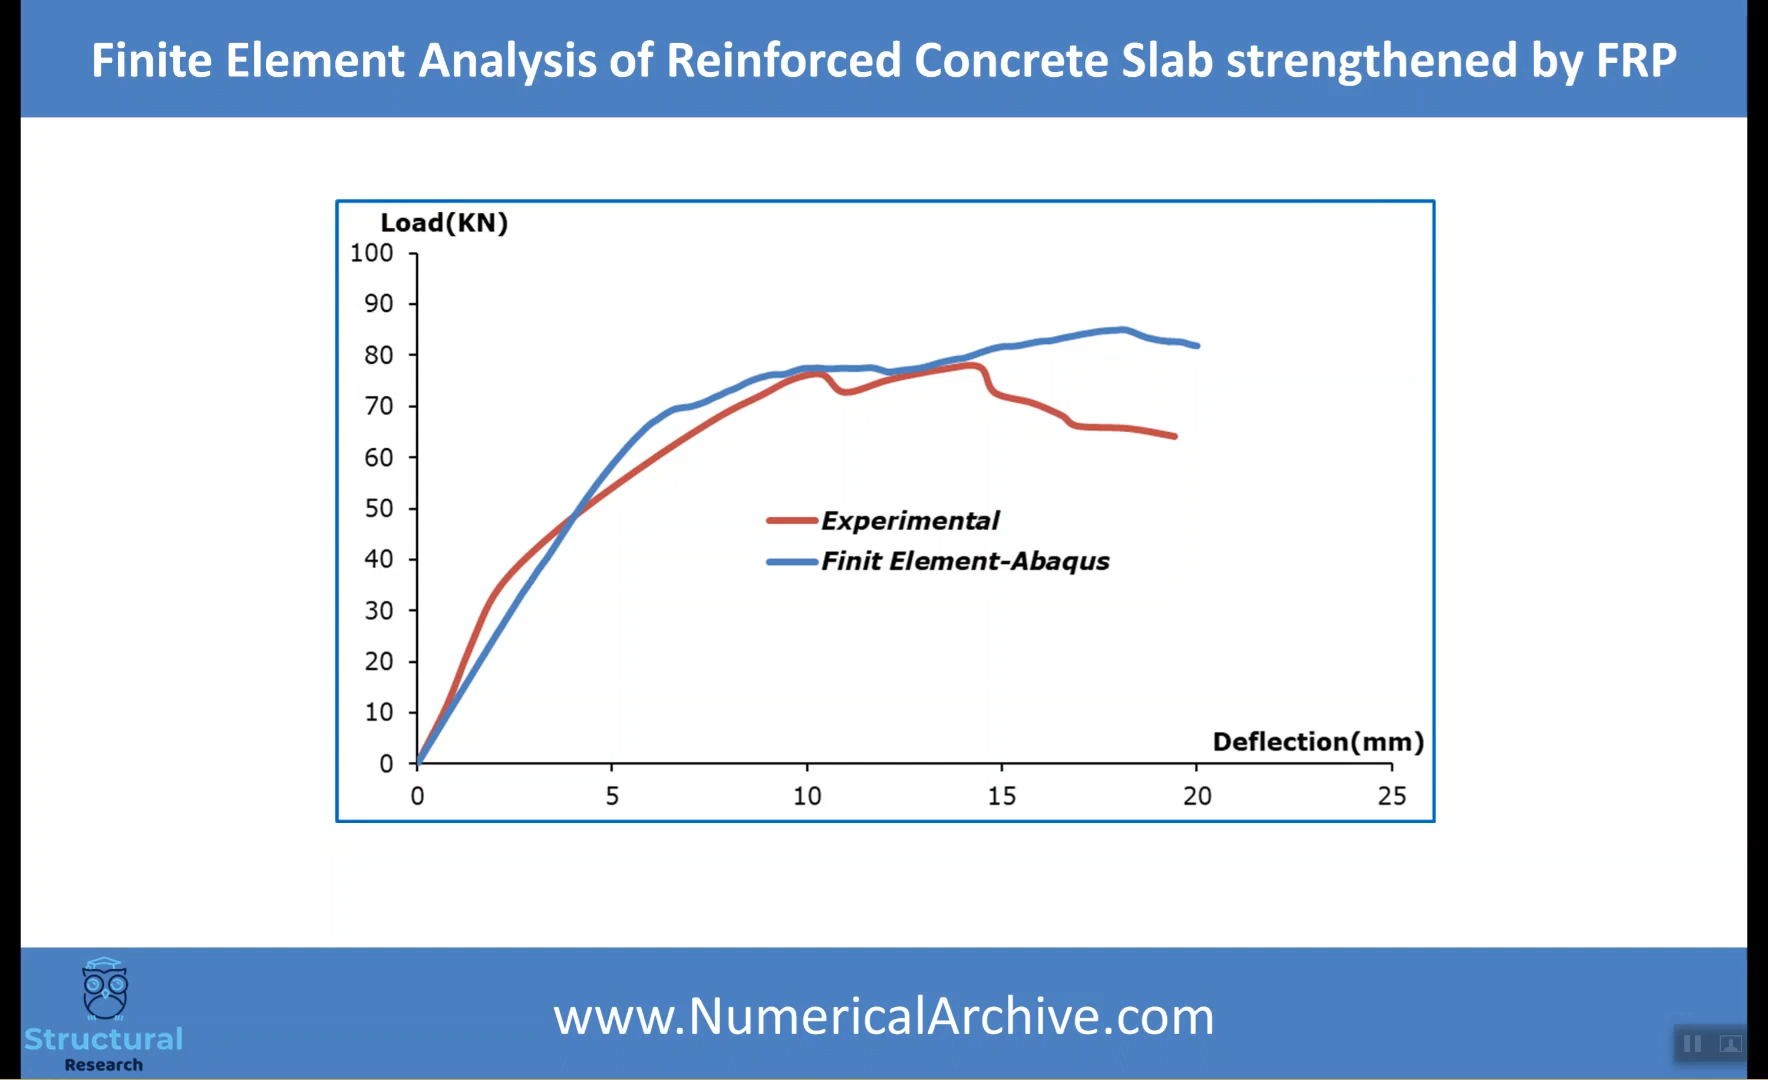 Finite Element Analysis of Reinforced Concrete Slab strengthened by FRP
Load(KN)
100
90
80
70
60
50
40
30
20
10
0
Experimental
Finit Element-Abaqus
Deflection(mm)
0 5 10 15 20 25
www.NumericalArchive.com
Structural
Research